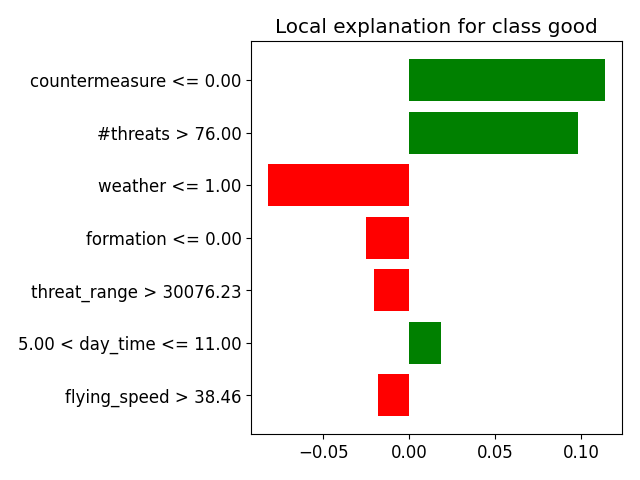 Local explanation for class good
countermeasure <= 0.00
#threats > 76.00
weather <= 1.00
formation <= 0.00
threat_range > 30076.23
5.00 < day_time <= 11.00
flying_speed > 38.46
−0.05 0.00 0.05 0.10